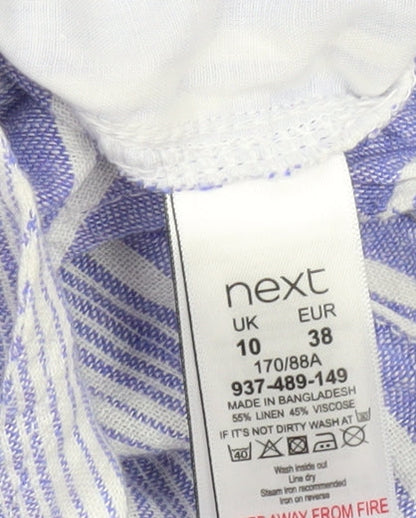 next
UK EUR
10 38
170/88A
937-489-149
MADE IN BANGLADESH
55% LINEN 45% VISCOSE
IF IT'S NOT DIRTY WASH AT
40
Wash inside out
Line dry
Steam iron recommended
Iron on reverse
AWAY FROM FIRE